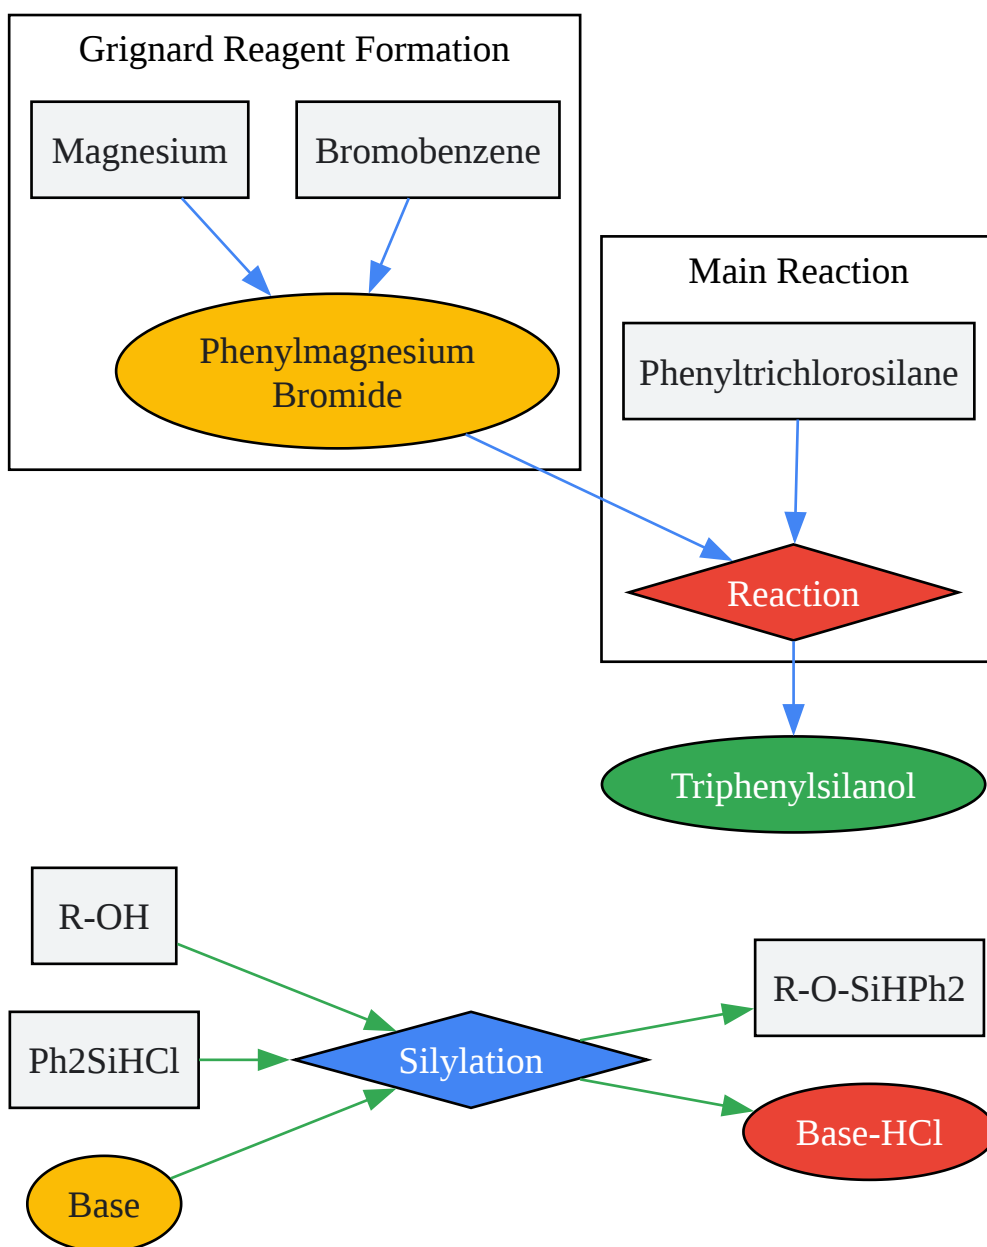 Grignard Reagent Formation
Magnesium
Bromobenzene
Phenylmagnesium
Bromide
Main Reaction
Phenyltrichlorosilane
Reaction
Triphenylsilanol
R-OH
Ph2SiHCl
Base
Silylation
R-O-SiHPh2
Base-HCl